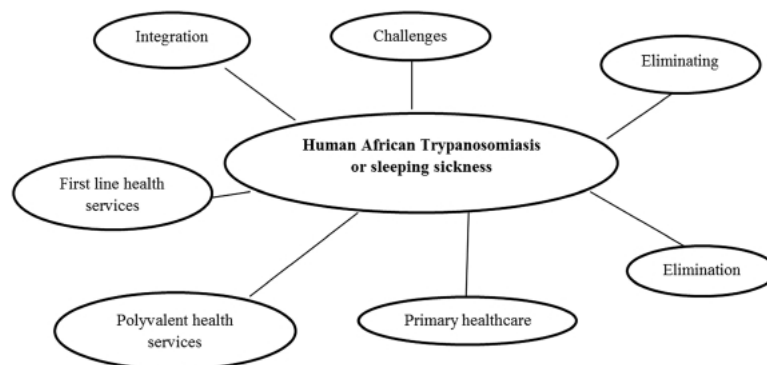 Integration
Challenges
Eliminating
Human African Trypanosomiasis
or sleeping sickness
First line health
services
Elimination
Polyvalent health
services
Primary healthcare